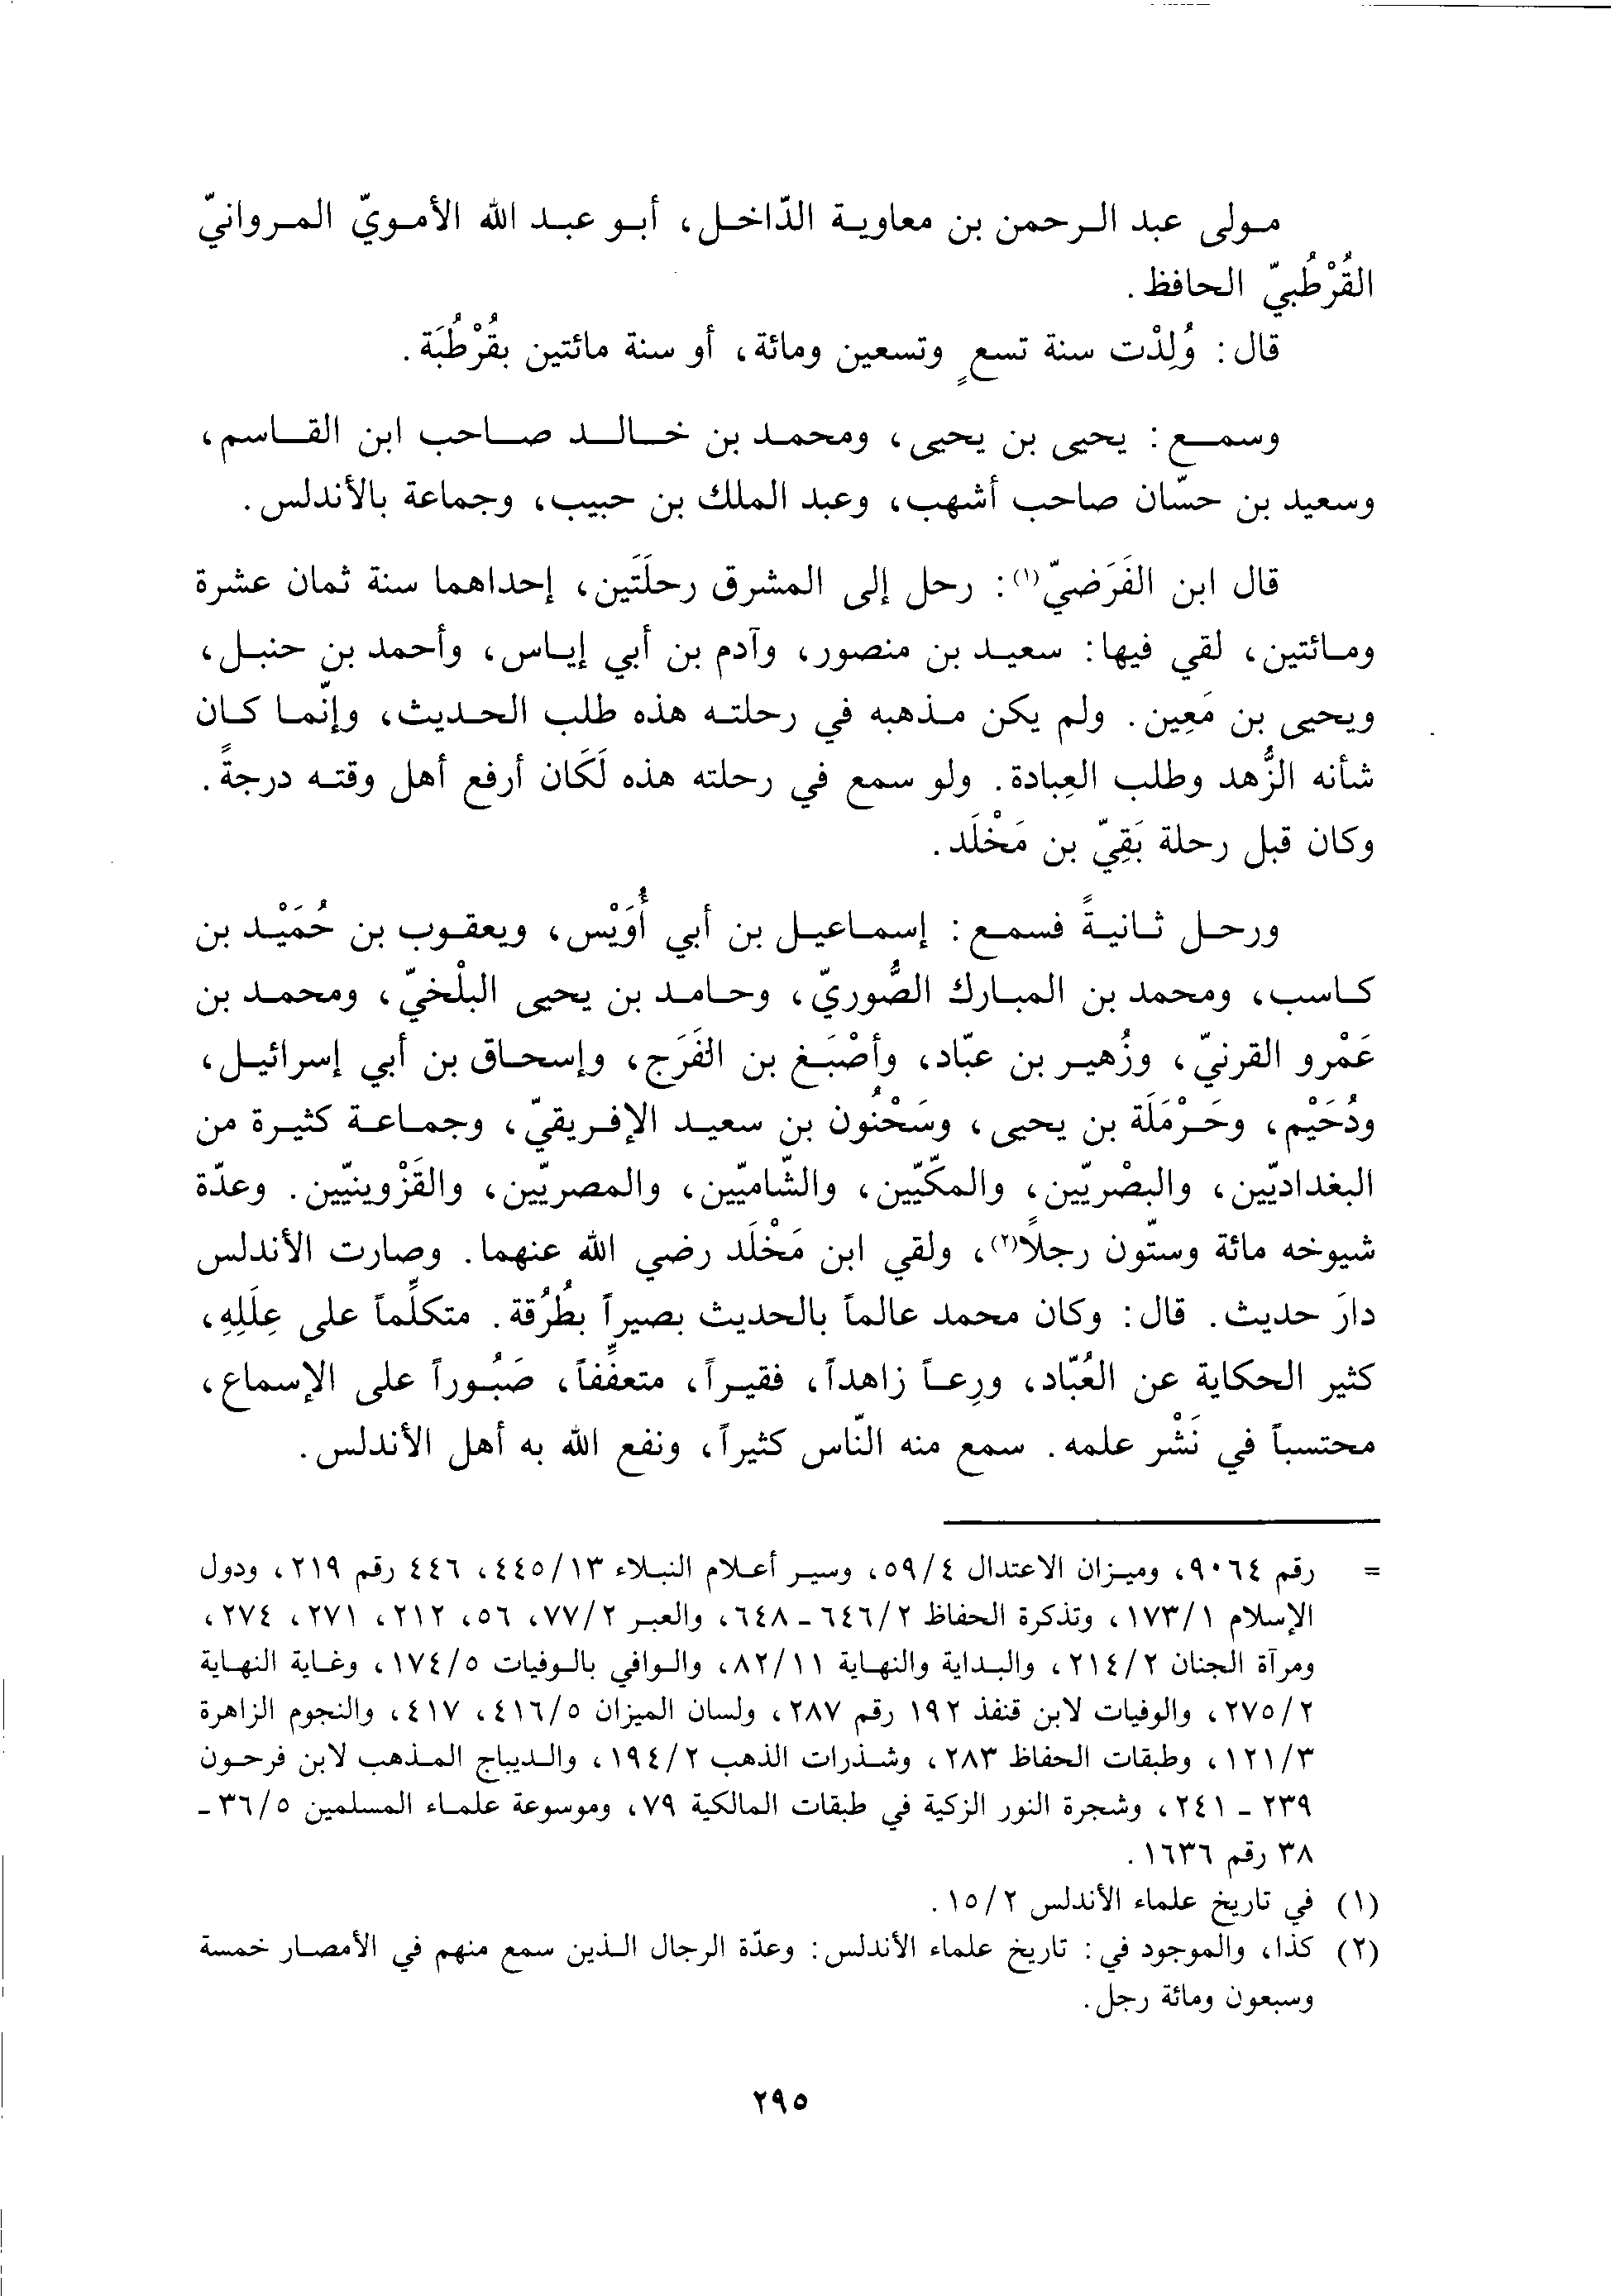 مولى عبد الرحمن بن معاوية الدّاخل، أبو عبد الله الأمويّ المروانيّ
القُرْطُبيّ الحافظ.
قال: وُلِدْت سنة تسعٍ وتسعين ومائة، أو سنة مائتين بقُرْطُبَة.
وسمع: يحيى بن يحيى، ومحمد بن خالد صاحب ابن القاسم،
وسعيد بن حسّان صاحب أشهب، وعبد الملك بن حبيب، وجماعة بالأندلس.
قال ابن الفَرَضيّ(١): رحل إلى المشرق رحلَتَين، إحداهما سنة ثمان عشرة
ومائتين، لقي فيها: سعيد بن منصور، وآدم بن أبي إياس، وأحمد بن حنبل،
ويحيى بن مَعِين. ولم يكن مذهبه في رحلته هذه طلب الحديث، وإنّما كان
شأنه الزُّهد وطلب العِبادة. ولو سمع في رحلته هذه لَكَان أرفع أهل وقته درجةً.
وكان قبل رحلة بَقِيّ بن مَخْلَد.
ورحل ثانيةً فسمع: إسماعيل بن أبي أُوَيْس، ويعقوب بن حُمَيْد بن
كاسب، ومحمد بن المبارك الصُّوريّ، وحامد بن يحيى البلْخيّ، ومحمد بن
عَمْرو القرنيّ، وزُهير بن عبّاد، وأصْبَغ بن الفَرَج، وإسحاق بن أبي إسرائيل،
ودُحَيْم، وحَرْمَلَة بن يحيى، وسَحْنُون بن سعيد الإفريقيّ، وجماعة كثيرة من
البغداديّين، والبصْريّين، والمكّيّين، والشّاميّين، والمصريّين، والقَزْوينيّين. وعدّة
شيوخه مائة وستّون رجلاً(٢)، ولقي ابن مَخْلَد رضي الله عنهما. وصارت الأندلس
دارَ حديث. قال: وكان محمد عالماً بالحديث بصيراً بطُرُقة. متكلِّماً على عِلَلِهِ،
كثير الحكاية عن العُبّاد، ورِعاً زاهداً، فقيراً، متعفِّفاً، صَبُوراً على الإسماع،
محتسباً في نَشْر علمه. سمع منه النّاس كثيراً، ونفع الله به أهل الأندلس.
= رقم ٩٠٦٤، وميزان الاعتدال ٥٩/٤، وسير أعلام النبلاء ٤٤٥/١٣، ٤٤٦ رقم ٢١٩، ودول
الإسلام ١٧٣/١، وتذكرة الحفاظ ٦٤٦/٢ ـ ٦٤٨، والعبر ٧٧/٢، ٥٦، ٢١٢، ٢٧١، ٢٧٤،
ومرآة الجنان ٢١٤/٢، والبداية والنهاية ٨٢/١١، والوافي بالوفيات ١٧٤/٥، وغاية النهاية
٢٧٥/٢، والوفيات لابن قنفذ ١٩٢ رقم ٢٨٧، ولسان الميزان ٤١٦/٥، ٤١٧، والنجوم الزاهرة
١٢١/٣، وطبقات الحفاظ ٢٨٣، وشذرات الذهب ١٩٤/٢، والديباج المذهب لابن فرحون
٢٣٩ ـ ٢٤١، وشجرة النور الزكية في طبقات المالكية ٧٩، وموسوعة علماء المسلمين ٣٦/٥ ـ
٣٨ رقم ١٦٣٦.
(١) في تاريخ علماء الأندلس ١٥/٢.
(٢) كذا، والموجود في: تاريخ علماء الأندلس: وعدّة الرجال الذين سمع منهم في الأمصار خمسة
وسبعون ومائة رجل.
٢٩٥